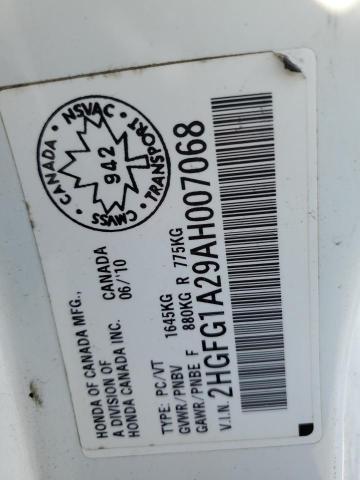 HONDA OF CANADA MFG.,
A DIVISION OF CANADA
HONDA CANADA INC. 06/'10
TYPE: PC/VT
GVWR/PNBV 1645KG
GAWR/PNBE F 880KG R 775KG
V.I.N. 2HGFG1A29AH007068
CANADA · NSVAC · TRANSPORT · CMVSS
942